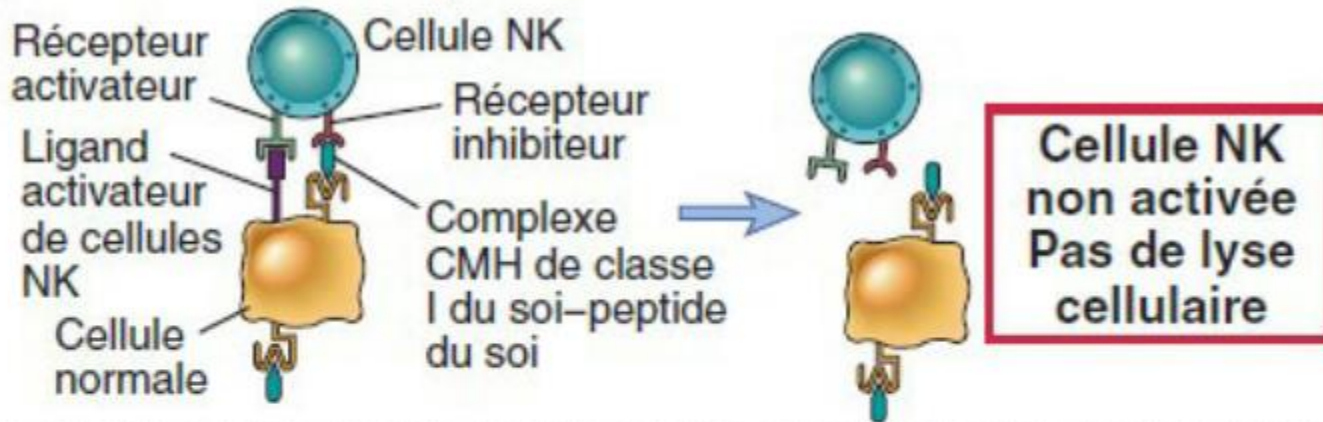 Récepteur
activateur
Cellule NK
Récepteur
inhibiteur
Ligand
activateur
de cellules
NK
Complexe
CMH de classe
I du soi–peptide
du soi
Cellule
normale
Cellule NK
non activée
Pas de lyse
cellulaire